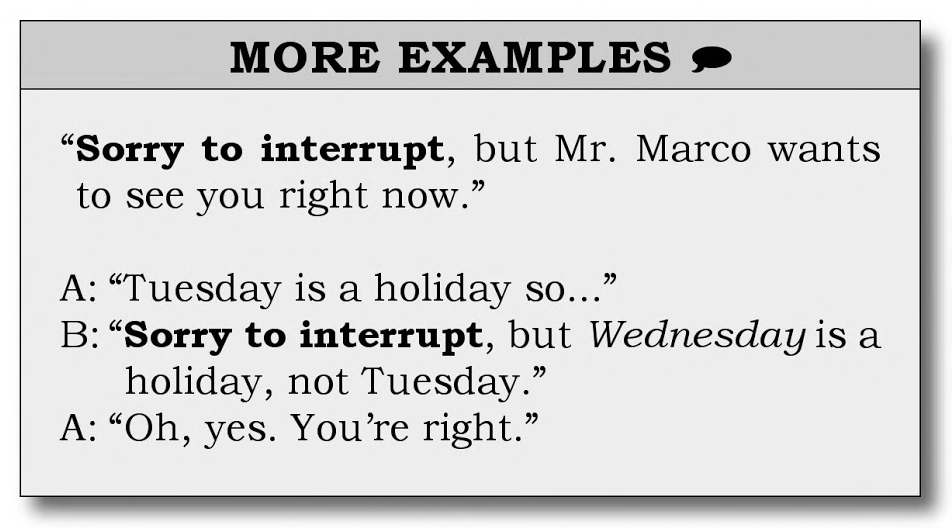 MORE EXAMPLES
“Sorry to interrupt, but Mr. Marco wants
to see you right now.”
A: “Tuesday is a holiday so...”
B: “Sorry to interrupt, but Wednesday is a
holiday, not Tuesday.”
A: “Oh, yes. You’re right.”